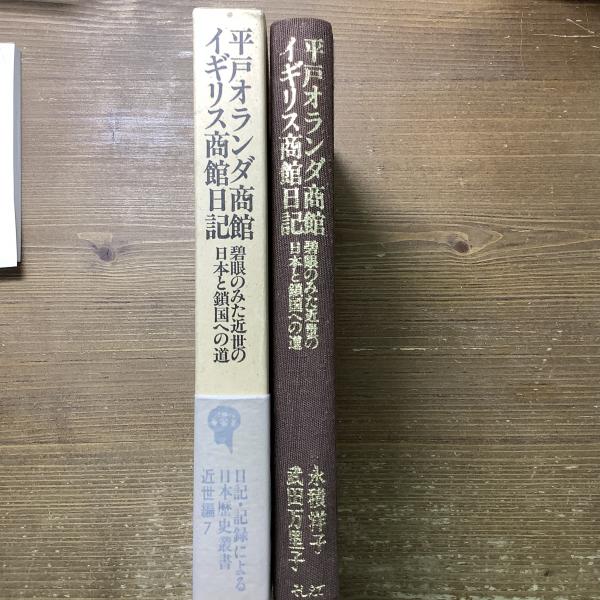 平戸オランダ商館
イギリス商館日記
碧眼のみた近世の
日本と鎖国への道
日記・記録による
日本歴史叢書
近世編7
平戸オランダ商館
イギリス商館日記
碧眼のみた近世の
日本と鎖国への道
永積洋子
武田万里子